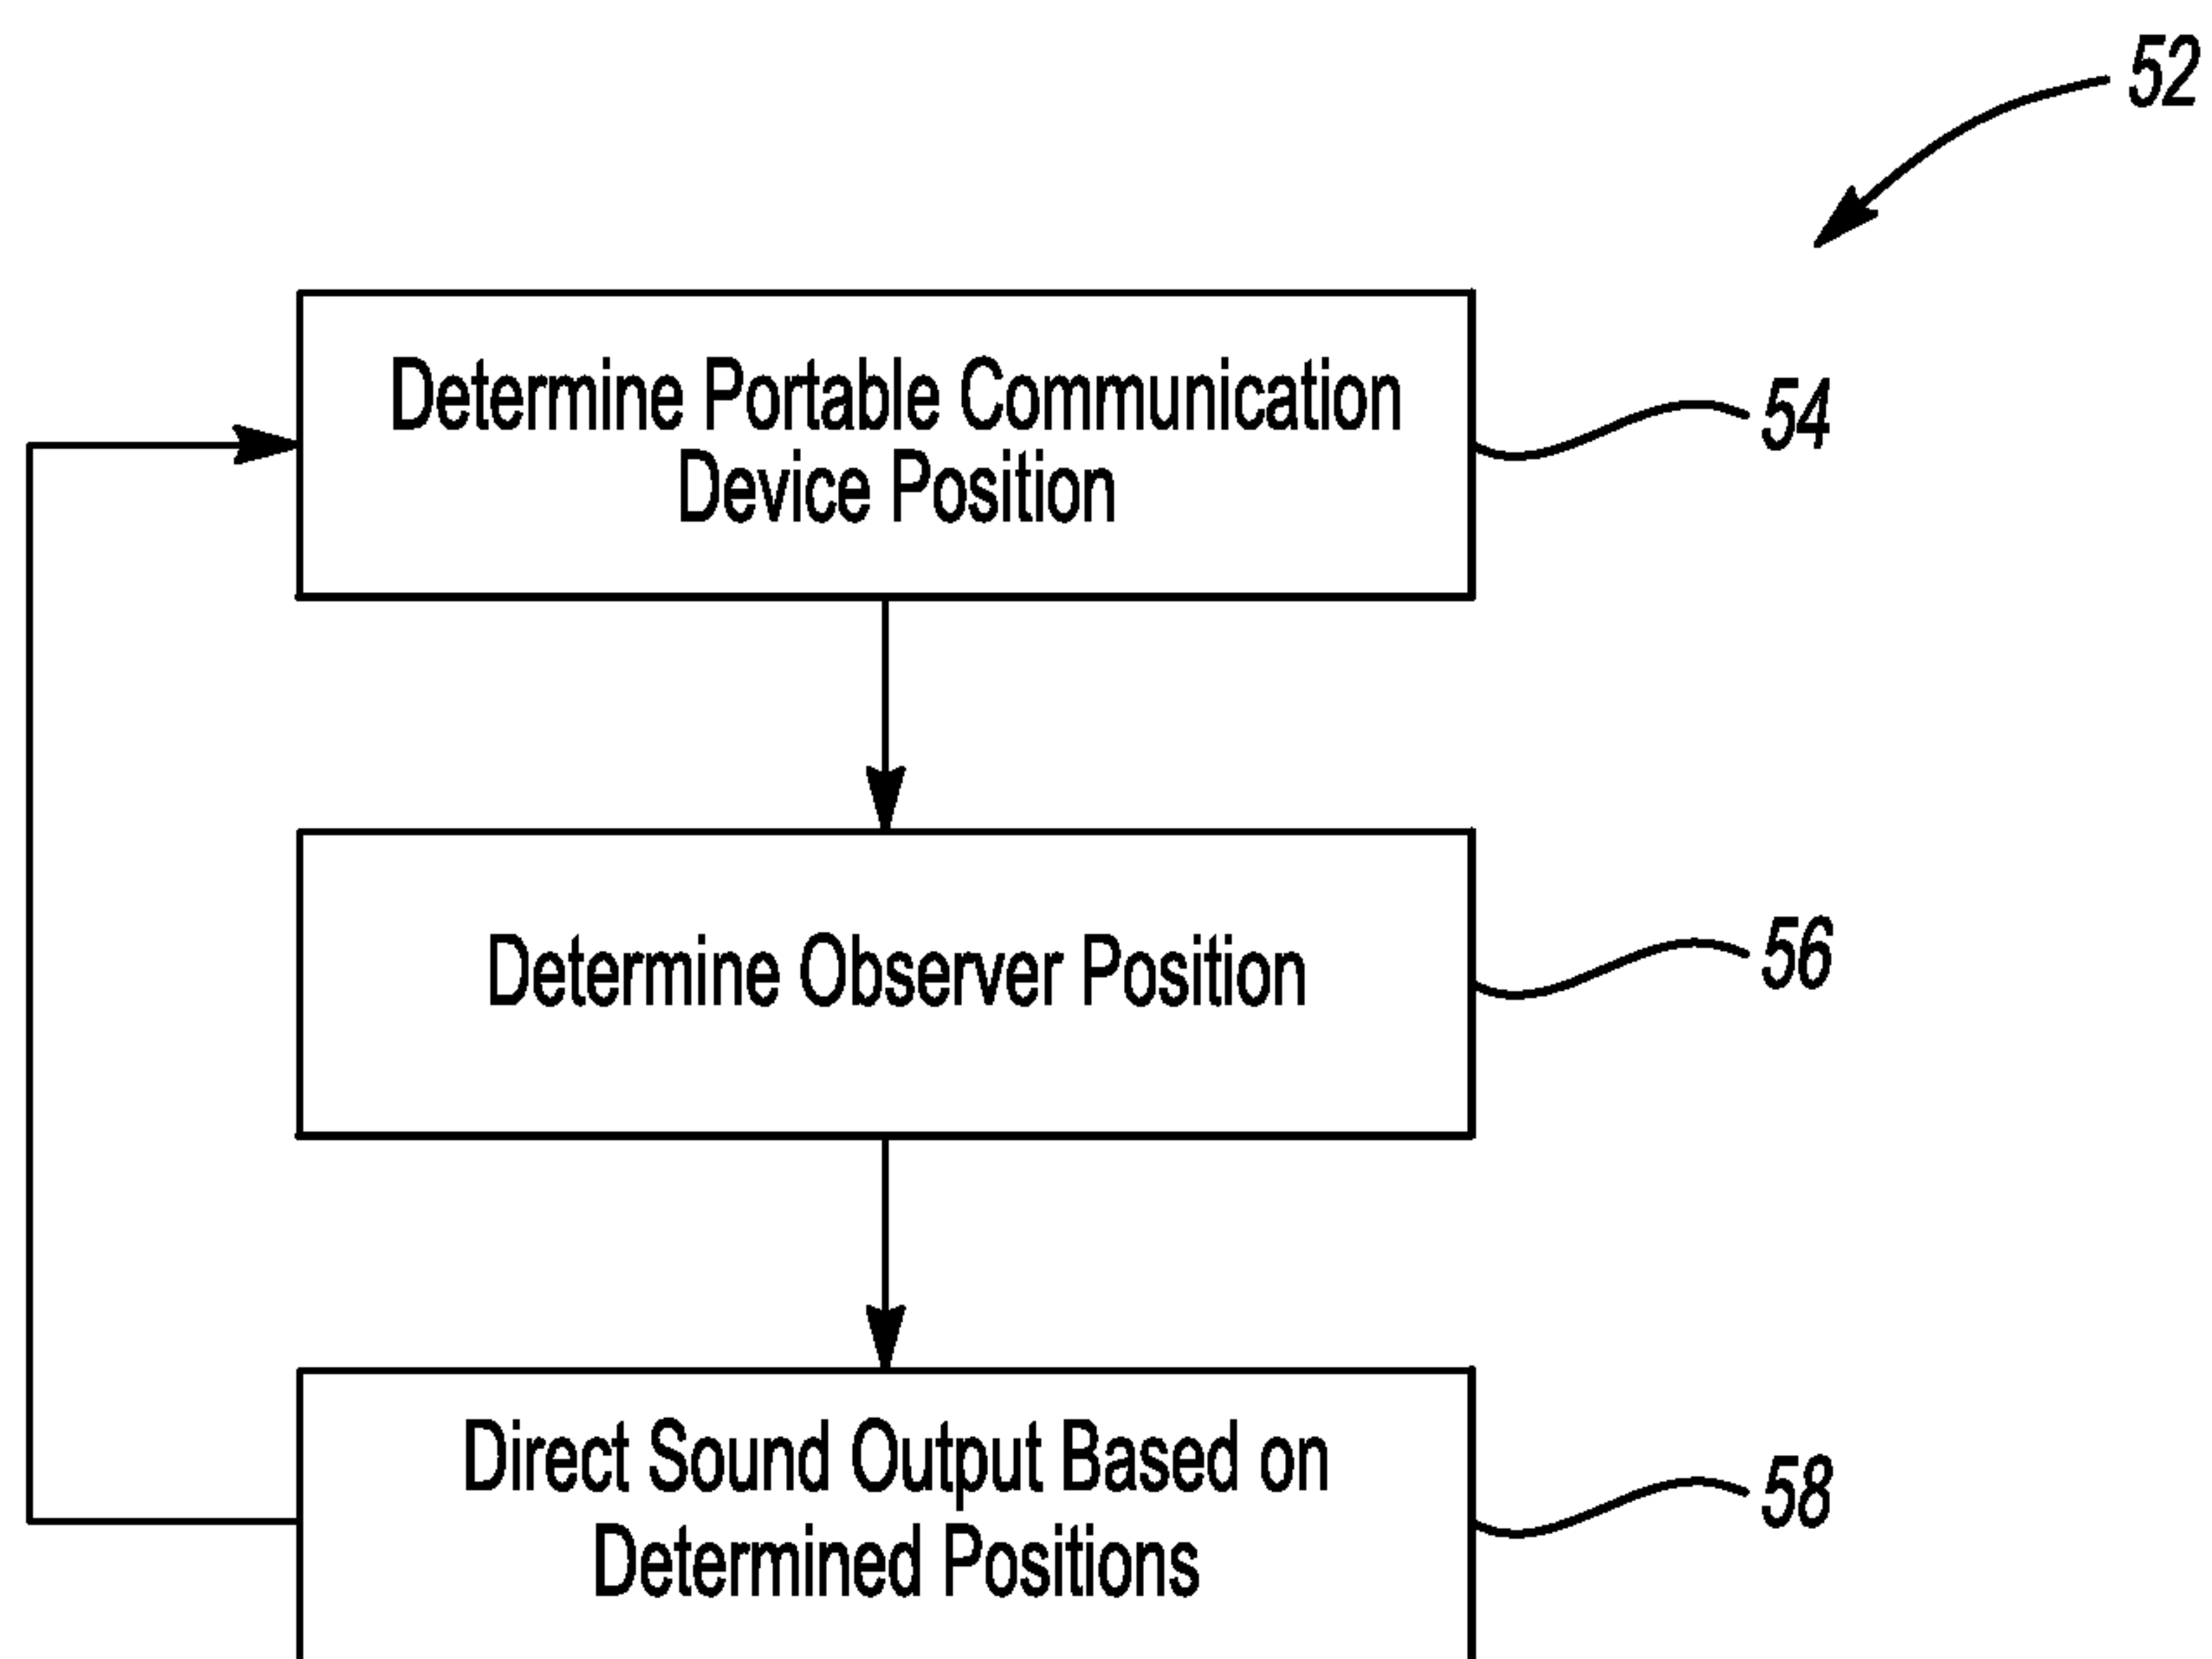 52
Determine Portable Communication
Device Position
54
Determine Observer Position
56
Direct Sound Output Based on
Determined Positions
58